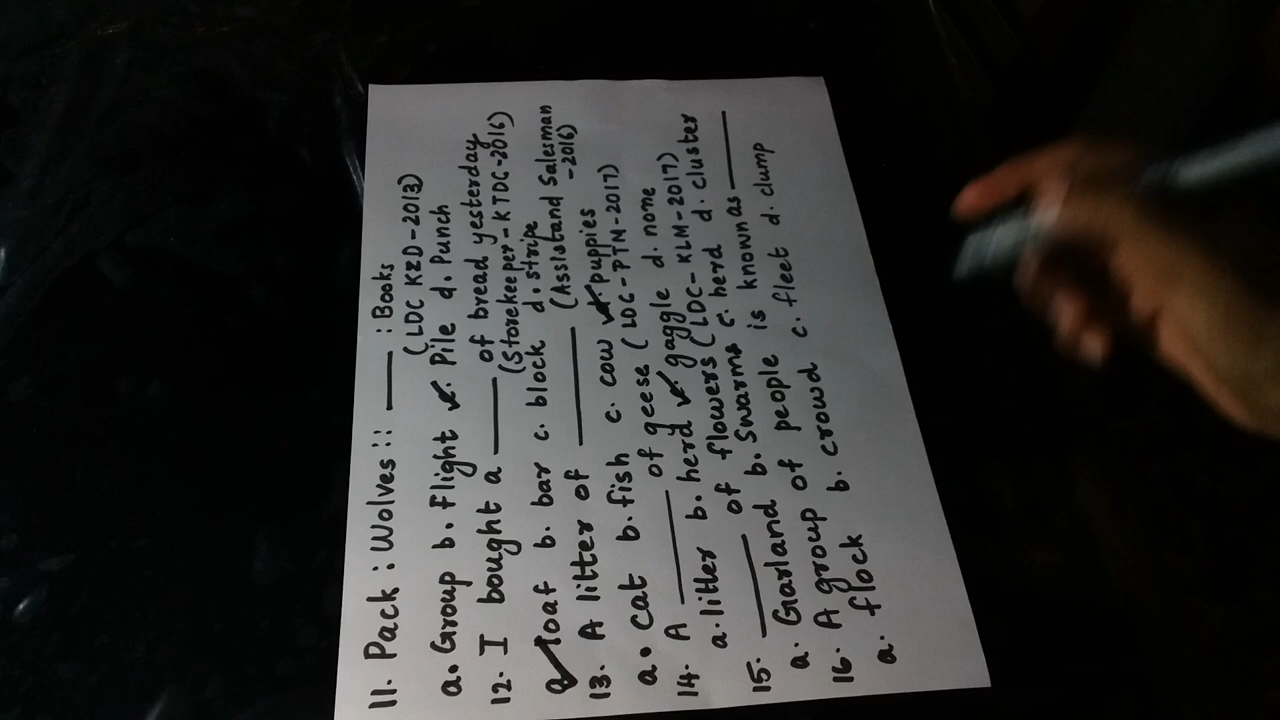 11. Pack : Wolves :: ____ : Books
(LDC KZD-2013)
a. Group b. Flight ✓. Pile d. Punch
12. I bought a ____ of bread yesterday
(Storekeeper-KTDC-2016)
a✓ loaf b. bar c. block d. stripe
13. A litter of ____ (Assistand Salesman
-2016)
a. cat b. fish c. cow ✓. puppies
14. A ____ of geese (LDC-PTN-2017)
a. litter b. herd ✓. gaggle d. none
15. ____ of flowers (LDC-KLM-2017)
a. Garland b. Swarms c. herd d. cluster
16. A group of people is known as ____
a. flock b. crowd c. fleet d. clump